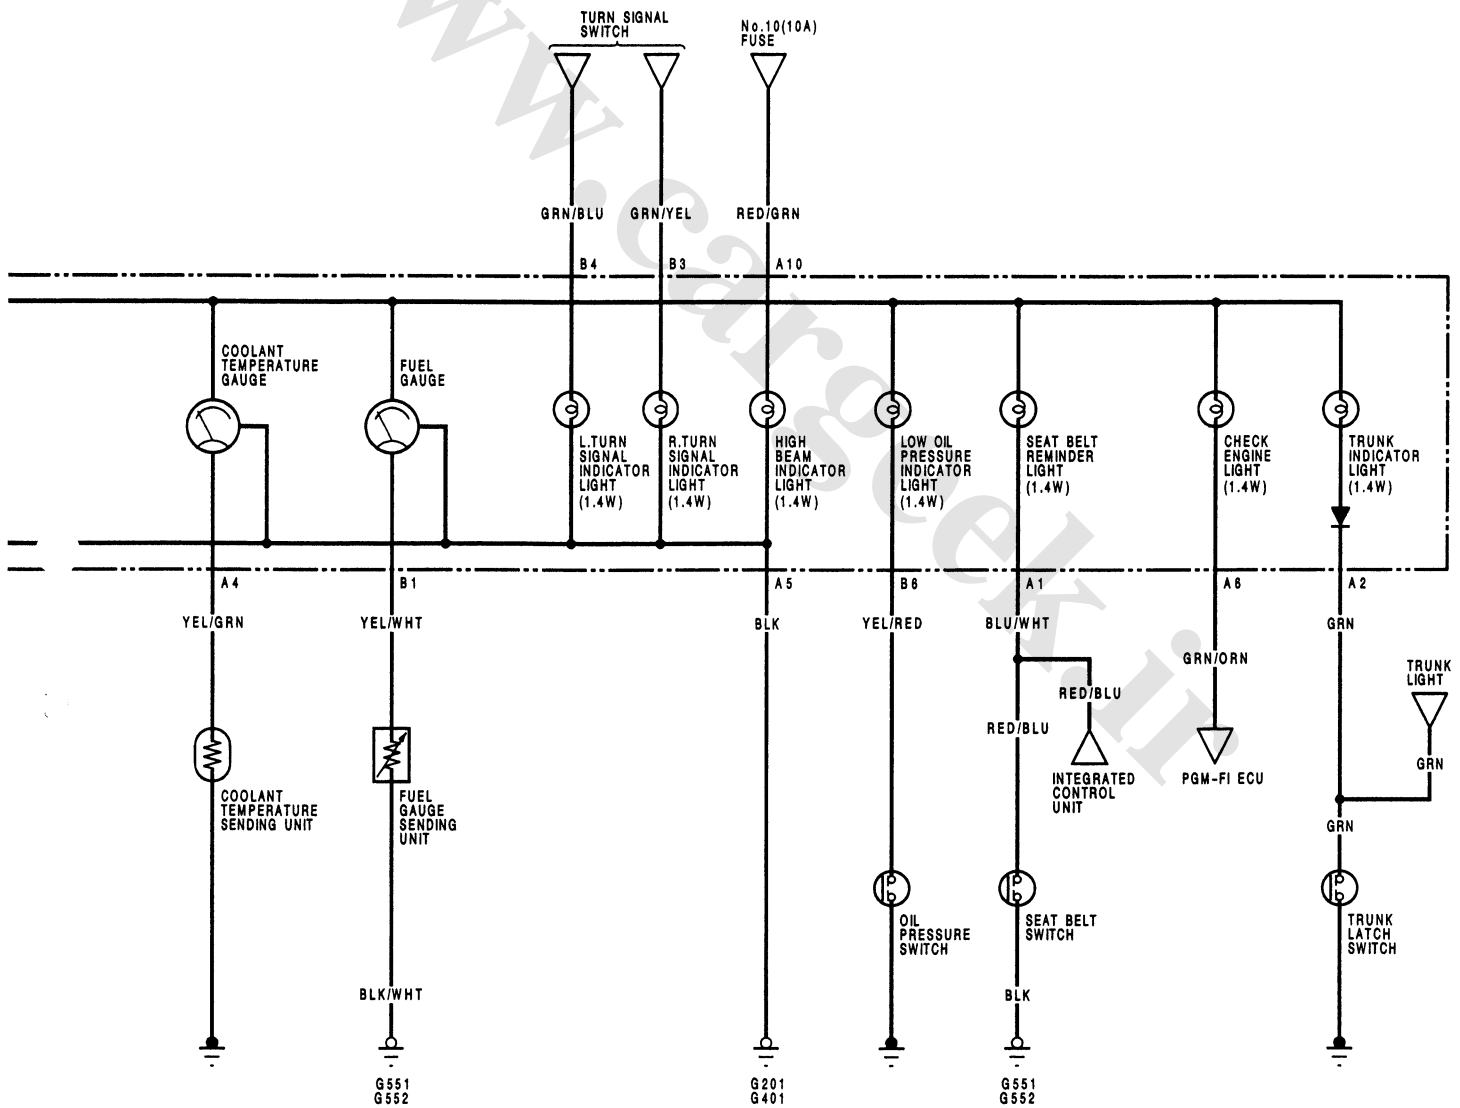 TURN SIGNAL
SWITCH
No.10(10A)
FUSE
GRN/BLU
GRN/YEL
RED/GRN
B4
B3
A10
COOLANT
TEMPERATURE
GAUGE
FUEL
GAUGE
L.TURN
SIGNAL
INDICATOR
LIGHT
(1.4W)
R.TURN
SIGNAL
INDICATOR
LIGHT
(1.4W)
HIGH
BEAM
INDICATOR
LIGHT
(1.4W)
LOW OIL
PRESSURE
INDICATOR
LIGHT
(1.4W)
SEAT BELT
REMINDER
LIGHT
(1.4W)
CHECK
ENGINE
LIGHT
(1.4W)
TRUNK
INDICATOR
LIGHT
(1.4W)
A4
B1
A5
B6
A1
A6
A2
YEL/GRN
YEL/WHT
BLK
YEL/RED
BLU/WHT
GRN
GRN/ORN
TRUNK
LIGHT
RED/BLU
RED/BLU
GRN
INTEGRATED
CONTROL
UNIT
PGM-FI ECU
COOLANT
TEMPERATURE
SENDING UNIT
FUEL
GAUGE
SENDING
UNIT
GRN
OIL
PRESSURE
SWITCH
SEAT BELT
SWITCH
TRUNK
LATCH
SWITCH
BLK/WHT
BLK
G551
G552
G201
G401
G551
G552
www.cargeek.ir